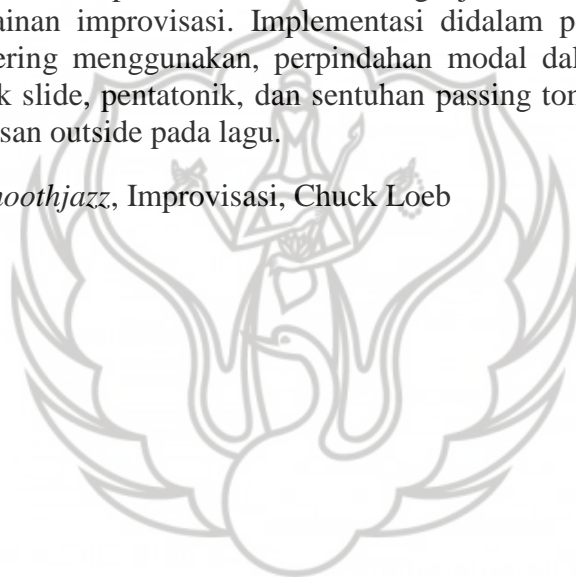 ainan improvisasi. Implementasi didalam p
ering menggunakan, perpindahan modal dal
k slide, pentatonik, dan sentuhan passing ton
san outside pada lagu.
noothjazz, Improvisasi, Chuck Loeb